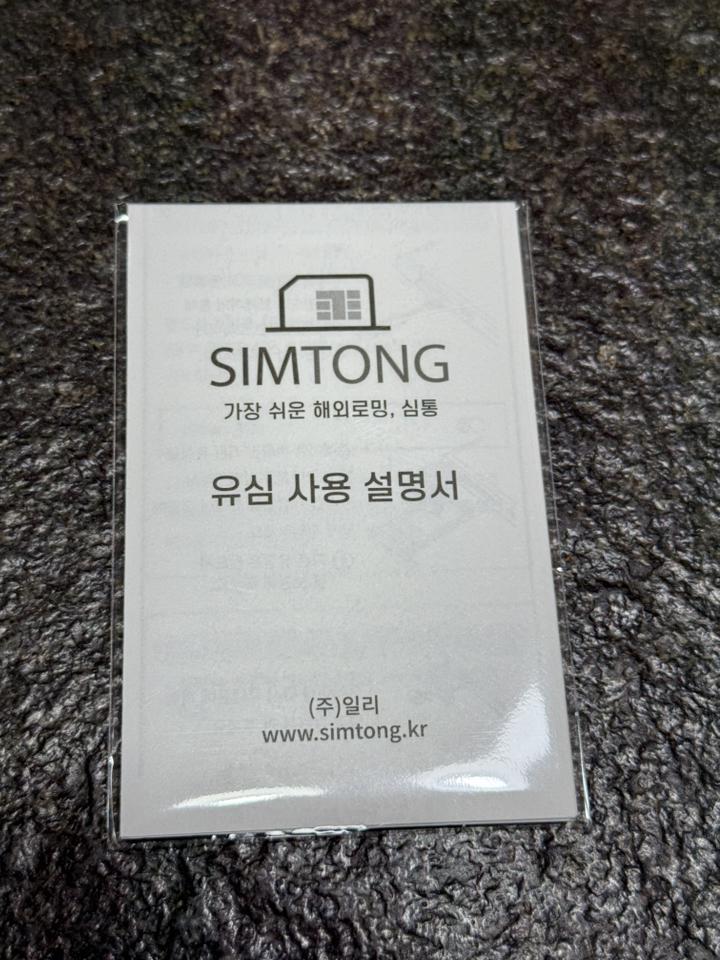 SIMTONG
가장 쉬운 해외로밍, 심통
유심 사용 설명서
(주)일리
www.simtong.kr